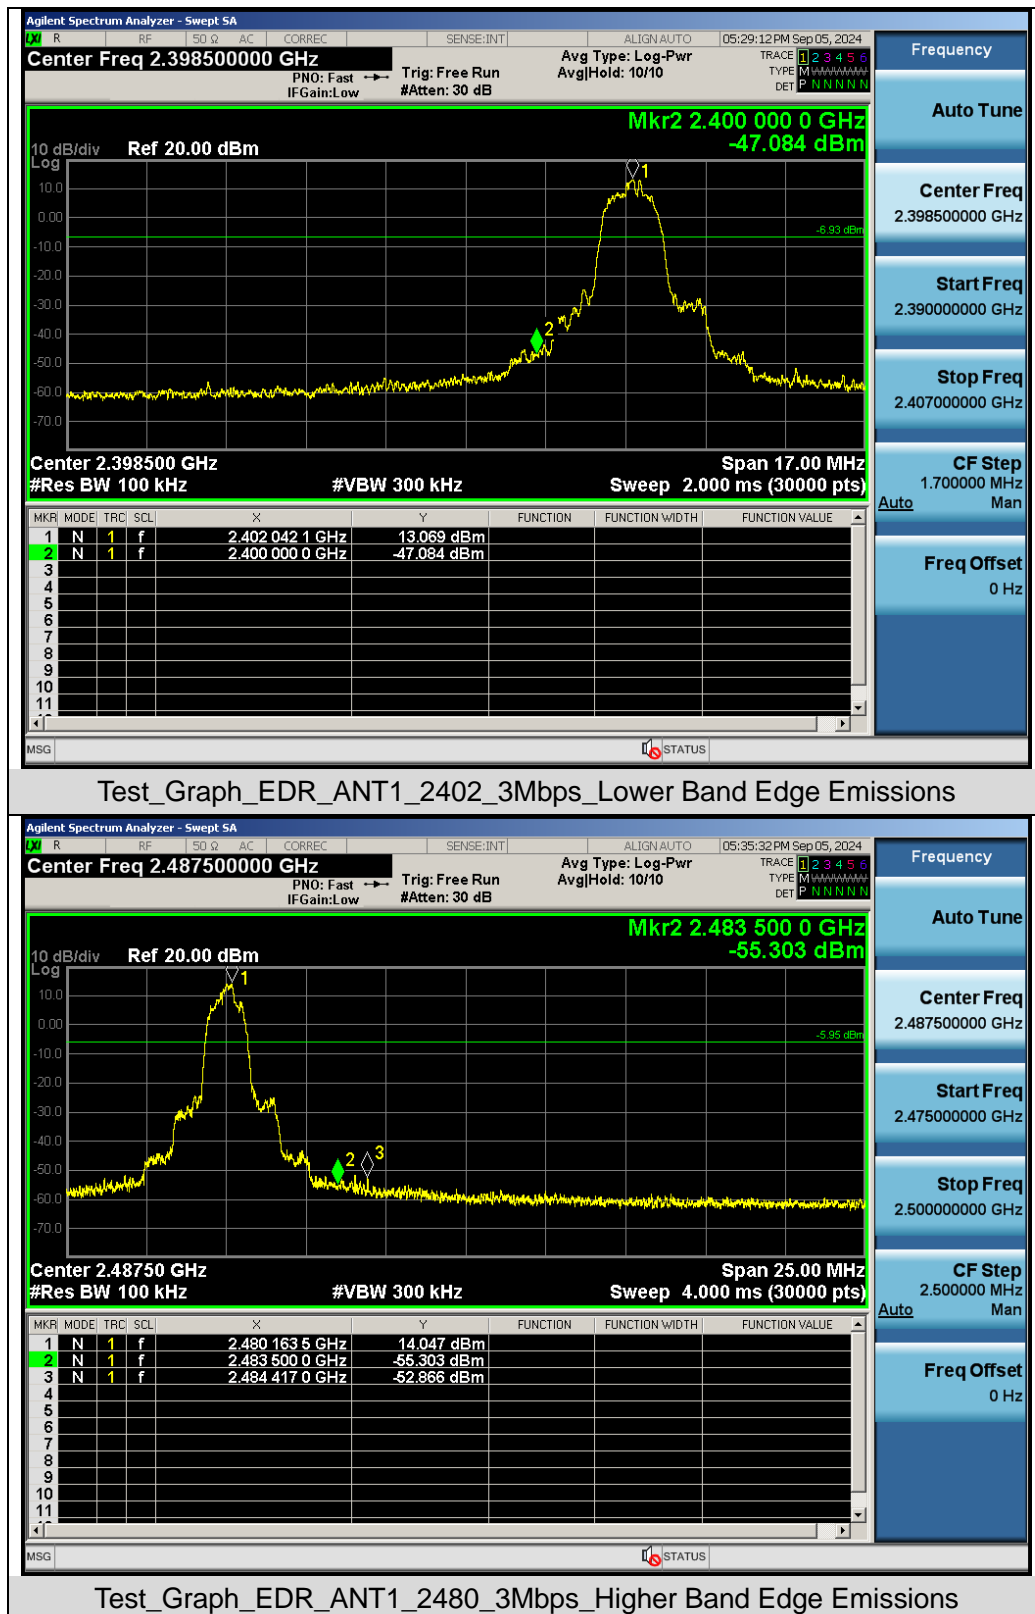 Agilent Spectrum Analyzer - Swept SA
LXI R RF 50 Ω AC CORREC SENSE:INT ALIGN AUTO 05:29:12 PM Sep 05, 2024
Center Freq 2.398500000 GHz
PNO: Fast
IFGain:Low
Trig: Free Run
#Atten: 30 dB
Avg Type: Log-Pwr
Avg|Hold: 10/10
TRACE 1 2 3 4 5 6
TYPE M
DET P N N N N N
Mkr2 2.400 000 0 GHz
-47.084 dBm
10 dB/div
Log
Ref 20.00 dBm
1
10.0
0.00
-6.93 dBm
-10.0
-20.0
-30.0
-40.0
2
-50.0
-60.0
-70.0
Center 2.398500 GHz Span 17.00 MHz
#Res BW 100 kHz #VBW 300 kHz Sweep 2.000 ms (30000 pts)
MKR MODE TRC SCL X Y FUNCTION FUNCTION WIDTH FUNCTION VALUE
1 N 1 f 2.402 042 1 GHz 13.069 dBm
2 N 1 f 2.400 000 0 GHz -47.084 dBm
3
4
5
6
7
8
9
10
11
MSG STATUS
Frequency
Auto Tune
Center Freq
2.398500000 GHz
Start Freq
2.390000000 GHz
Stop Freq
2.407000000 GHz
CF Step
1.700000 MHz
Auto Man
Freq Offset
0 Hz
Test_Graph_EDR_ANT1_2402_3Mbps_Lower Band Edge Emissions
Agilent Spectrum Analyzer - Swept SA
LXI R RF 50 Ω AC CORREC SENSE:INT ALIGN AUTO 05:35:32 PM Sep 05, 2024
Center Freq 2.487500000 GHz
PNO: Fast
IFGain:Low
Trig: Free Run
#Atten: 30 dB
Avg Type: Log-Pwr
Avg|Hold: 10/10
TRACE 1 2 3 4 5 6
TYPE M
DET P N N N N N
Mkr2 2.483 500 0 GHz
-55.303 dBm
10 dB/div
Log
Ref 20.00 dBm
1
10.0
0.00
-5.95 dBm
-10.0
-20.0
-30.0
-40.0
2 3
-50.0
-60.0
-70.0
Center 2.48750 GHz Span 25.00 MHz
#Res BW 100 kHz #VBW 300 kHz Sweep 4.000 ms (30000 pts)
MKR MODE TRC SCL X Y FUNCTION FUNCTION WIDTH FUNCTION VALUE
1 N 1 f 2.480 163 5 GHz 14.047 dBm
2 N 1 f 2.483 500 0 GHz -55.303 dBm
3 N 1 f 2.484 417 0 GHz -52.866 dBm
4
5
6
7
8
9
10
11
MSG STATUS
Frequency
Auto Tune
Center Freq
2.487500000 GHz
Start Freq
2.475000000 GHz
Stop Freq
2.500000000 GHz
CF Step
2.500000 MHz
Auto Man
Freq Offset
0 Hz
Test_Graph_EDR_ANT1_2480_3Mbps_Higher Band Edge Emissions